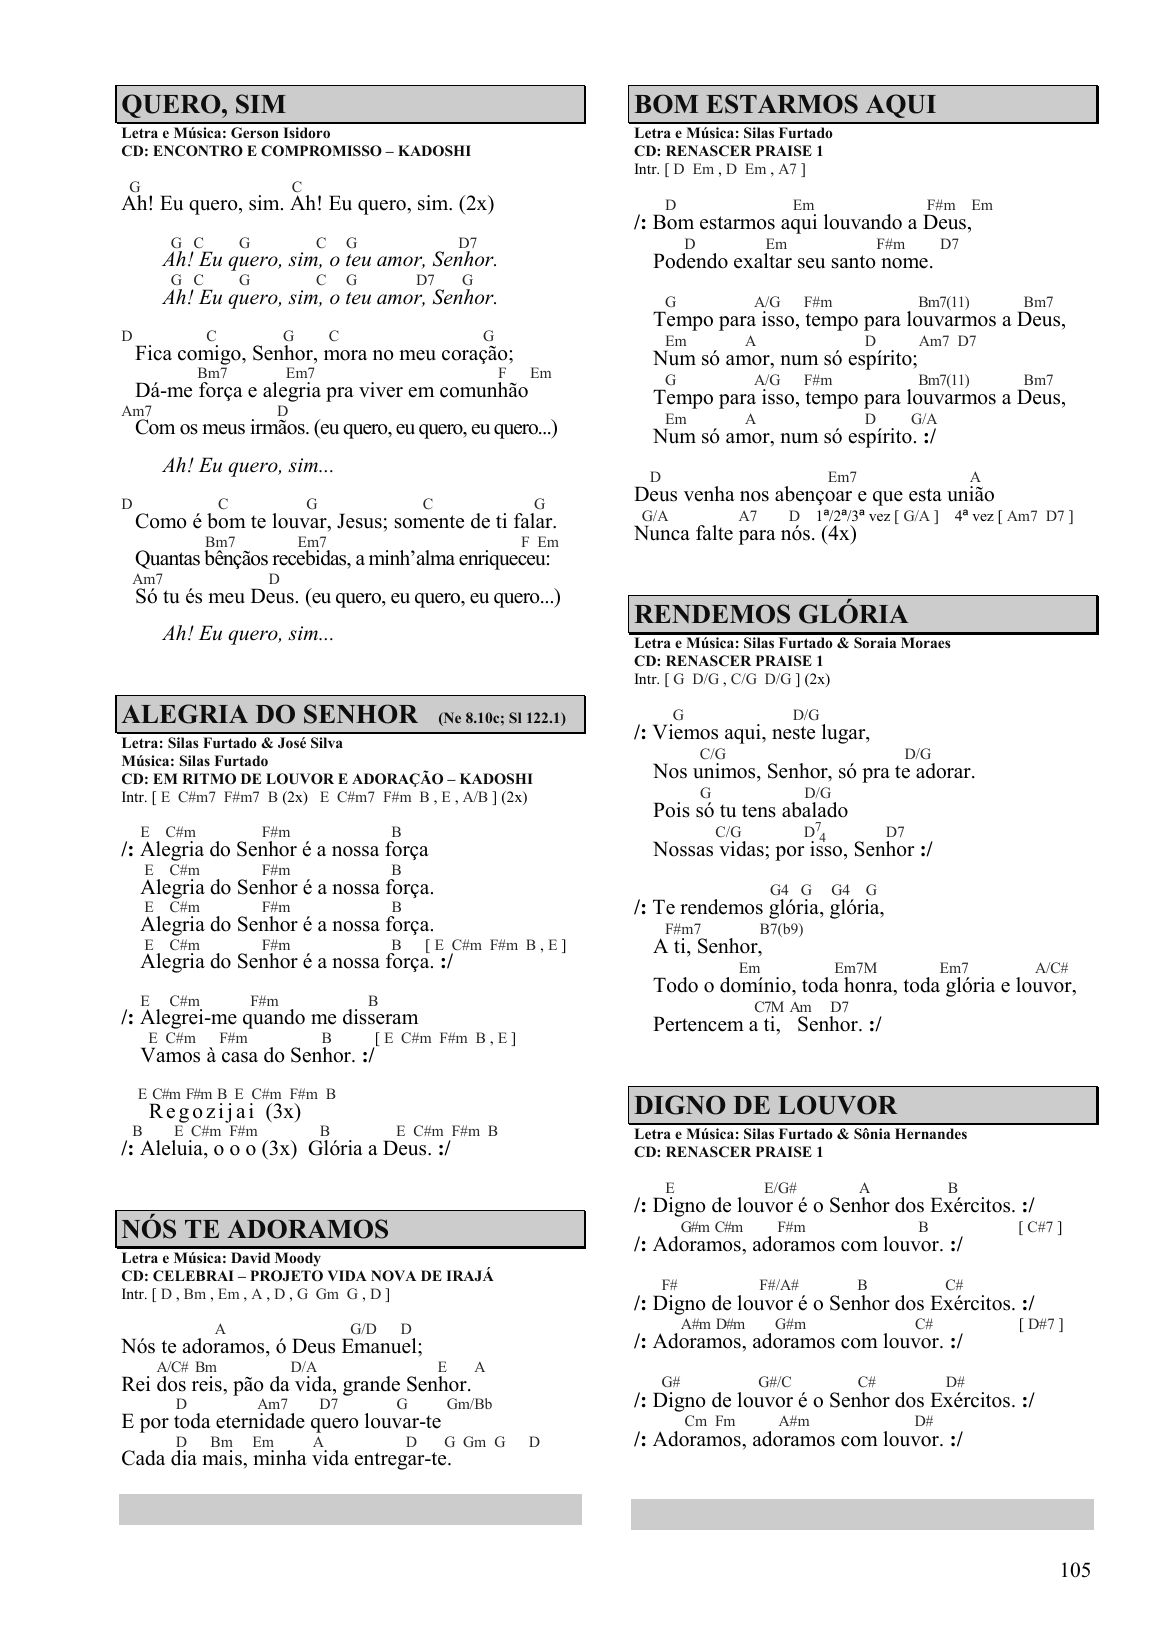 QUERO, SIM
Letra e Música: Gerson Isidoro
CD: ENCONTRO E COMPROMISSO – KADOSHI
G C
Ah! Eu quero, sim. Ah! Eu quero, sim. (2x)
G C G C G D7
Ah! Eu quero, sim, o teu amor, Senhor.
G C G C G D7 G
Ah! Eu quero, sim, o teu amor, Senhor.
D C G C G
Fica comigo, Senhor, mora no meu coração;
Bm7 Em7 F Em
Dá-me força e alegria pra viver em comunhão
Am7 D
Com os meus irmãos. (eu quero, eu quero, eu quero...)
Ah! Eu quero, sim...
D C G C G
Como é bom te louvar, Jesus; somente de ti falar.
Bm7 Em7 F Em
Quantas bênçãos recebidas, a minh’alma enriqueceu:
Am7 D
Só tu és meu Deus. (eu quero, eu quero, eu quero...)
Ah! Eu quero, sim...
ALEGRIA DO SENHOR (Ne 8.10c; Sl 122.1)
Letra: Silas Furtado & José Silva
Música: Silas Furtado
CD: EM RITMO DE LOUVOR E ADORAÇÃO – KADOSHI
Intr. [ E C#m7 F#m7 B (2x) E C#m7 F#m B , E , A/B ] (2x)
E C#m F#m B
/: Alegria do Senhor é a nossa força
E C#m F#m B
Alegria do Senhor é a nossa força.
E C#m F#m B
Alegria do Senhor é a nossa força.
E C#m F#m B [ E C#m F#m B , E ]
Alegria do Senhor é a nossa força. :/
E C#m F#m B
/: Alegrei-me quando me disseram
E C#m F#m B [ E C#m F#m B , E ]
Vamos à casa do Senhor. :/
E C#m F#m B E C#m F#m B
Regozijai (3x)
B E C#m F#m B E C#m F#m B
/: Aleluia, o o o (3x) Glória a Deus. :/
NÓS TE ADORAMOS
Letra e Música: David Moody
CD: CELEBRAI – PROJETO VIDA NOVA DE IRAJÁ
Intr. [ D , Bm , Em , A , D , G Gm G , D ]
A G/D D
Nós te adoramos, ó Deus Emanuel;
A/C# Bm D/A E A
Rei dos reis, pão da vida, grande Senhor.
D Am7 D7 G Gm/Bb
E por toda eternidade quero louvar-te
D Bm Em A D G Gm G D
Cada dia mais, minha vida entregar-te.
BOM ESTARMOS AQUI
Letra e Música: Silas Furtado
CD: RENASCER PRAISE 1
Intr. [ D Em , D Em , A7 ]
D Em F#m Em
/: Bom estarmos aqui louvando a Deus,
D Em F#m D7
Podendo exaltar seu santo nome.
G A/G F#m Bm7(11) Bm7
Tempo para isso, tempo para louvarmos a Deus,
Em A D Am7 D7
Num só amor, num só espírito;
G A/G F#m Bm7(11) Bm7
Tempo para isso, tempo para louvarmos a Deus,
Em A D G/A
Num só amor, num só espírito. :/
D Em7 A
Deus venha nos abençoar e que esta união
G/A A7 D 1ª/2ª/3ª vez [ G/A ] 4ª vez [ Am7 D7 ]
Nunca falte para nós. (4x)
RENDEMOS GLÓRIA
Letra e Música: Silas Furtado & Soraia Moraes
CD: RENASCER PRAISE 1
Intr. [ G D/G , C/G D/G ] (2x)
G D/G
/: Viemos aqui, neste lugar,
C/G D/G
Nos unimos, Senhor, só pra te adorar.
G D/G
Pois só tu tens abalado
C/G D7 4 D7
Nossas vidas; por isso, Senhor :/
G4 G G4 G
/: Te rendemos glória, glória,
F#m7 B7(b9)
A ti, Senhor,
Em Em7M Em7 A/C#
Todo o domínio, toda honra, toda glória e louvor,
C7M Am D7
Pertencem a ti, Senhor. :/
DIGNO DE LOUVOR
Letra e Música: Silas Furtado & Sônia Hernandes
CD: RENASCER PRAISE 1
E E/G# A B
/: Digno de louvor é o Senhor dos Exércitos. :/
G#m C#m F#m B [ C#7 ]
/: Adoramos, adoramos com louvor. :/
F# F#/A# B C#
/: Digno de louvor é o Senhor dos Exércitos. :/
A#m D#m G#m C# [ D#7 ]
/: Adoramos, adoramos com louvor. :/
G# G#/C C# D#
/: Digno de louvor é o Senhor dos Exércitos. :/
Cm Fm A#m D#
/: Adoramos, adoramos com louvor. :/
105